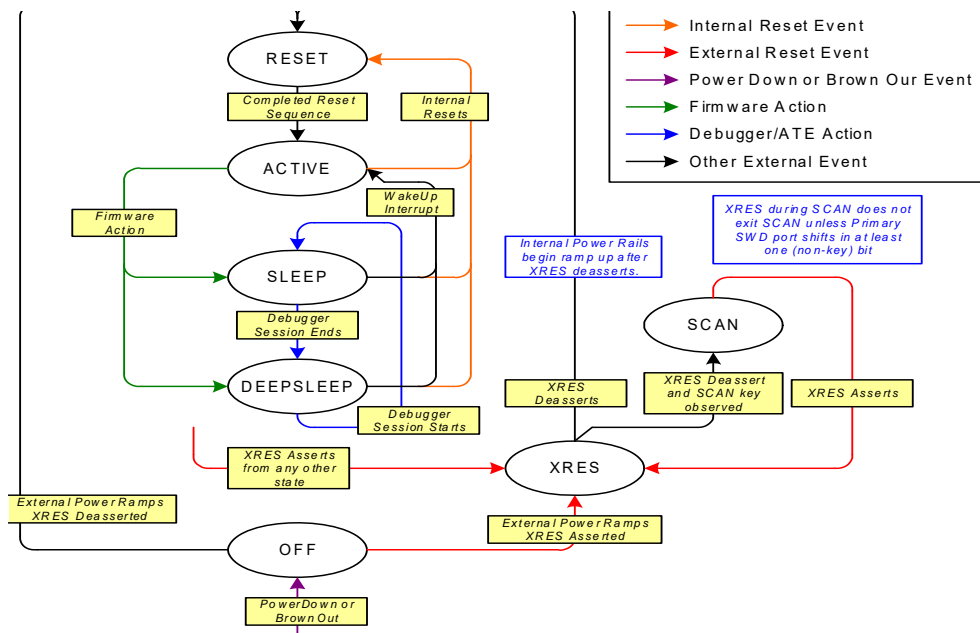 RESET
Completed Reset
Sequence
Internal
Resets
ACTIVE
WakeUp
Interrupt
Firmware
Action
SLEEP
Debugger
Session Ends
DEEPSLEEP
Debugger
Session Starts
XRES Asserts
from any other
state
External Power Ramps
XRES Deasserted
OFF
External Power Ramps
XRES Asserted
PowerDown or
Brown Out
Internal Power Rails
begin ramp up after
XRES deasserts.
XRES
Deasserts
XRES
XRES Deassert
and SCAN key
observed
SCAN
XRES Asserts
XRES during SCAN does not
exit SCAN unless Primary
SWD port shifts in at least
one (non-key) bit
Internal Reset Event
External Reset Event
Power Down or Brown Our Event
Firmware Action
Debugger/ATE Action
Other External Event